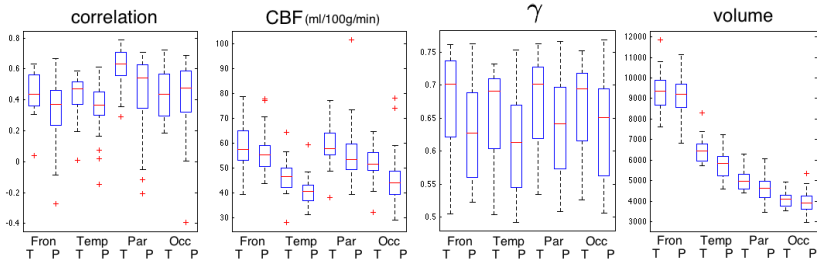 correlation
CBF (ml/100g/min)
γ
volume
0.8
0.6
0.4
0.2
0
-0.2
-0.4
Fron Temp Par Occ
T P T P T P T P
100
90
80
70
60
50
40
30
Fron Temp Par Occ
T P T P T P T P
0.75
0.7
0.65
0.6
0.55
0.5
Fron Temp Par Occ
T P T P T P T P
12000
11000
10000
9000
8000
7000
6000
5000
4000
3000
Fron Temp Par Occ
T P T P T P T P